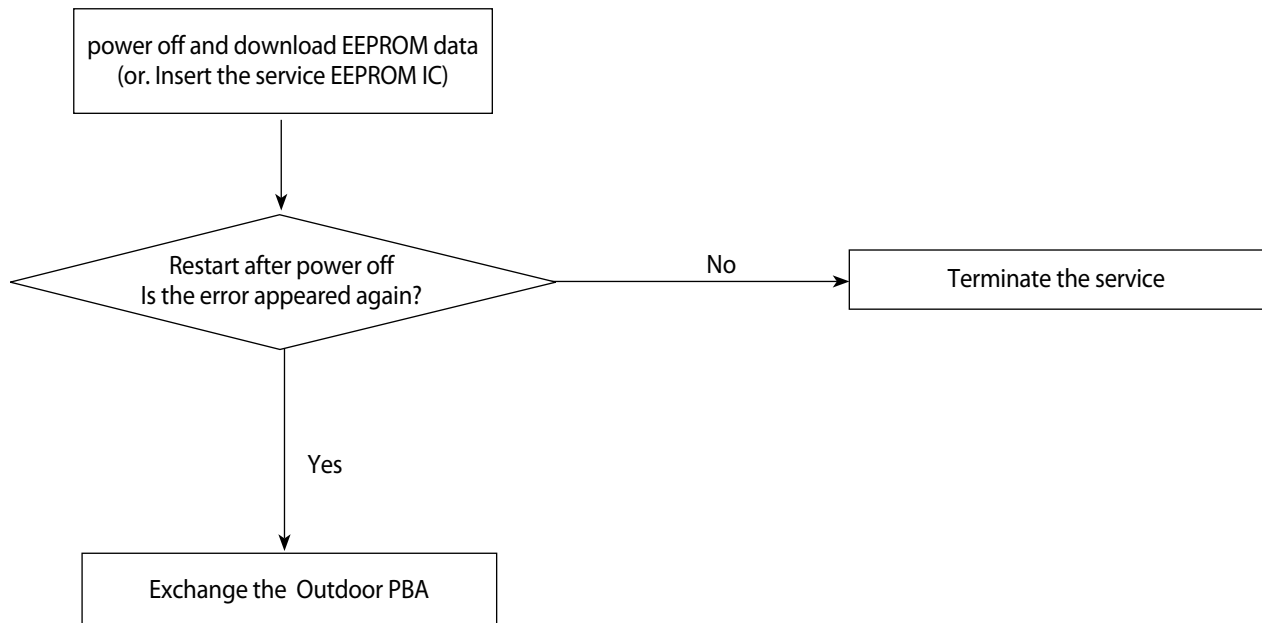 power off and download EEPROM data
(or. Insert the service EEPROM IC)
Restart after power off
Is the error appeared again?
No
Terminate the service
Yes
Exchange the Outdoor PBA